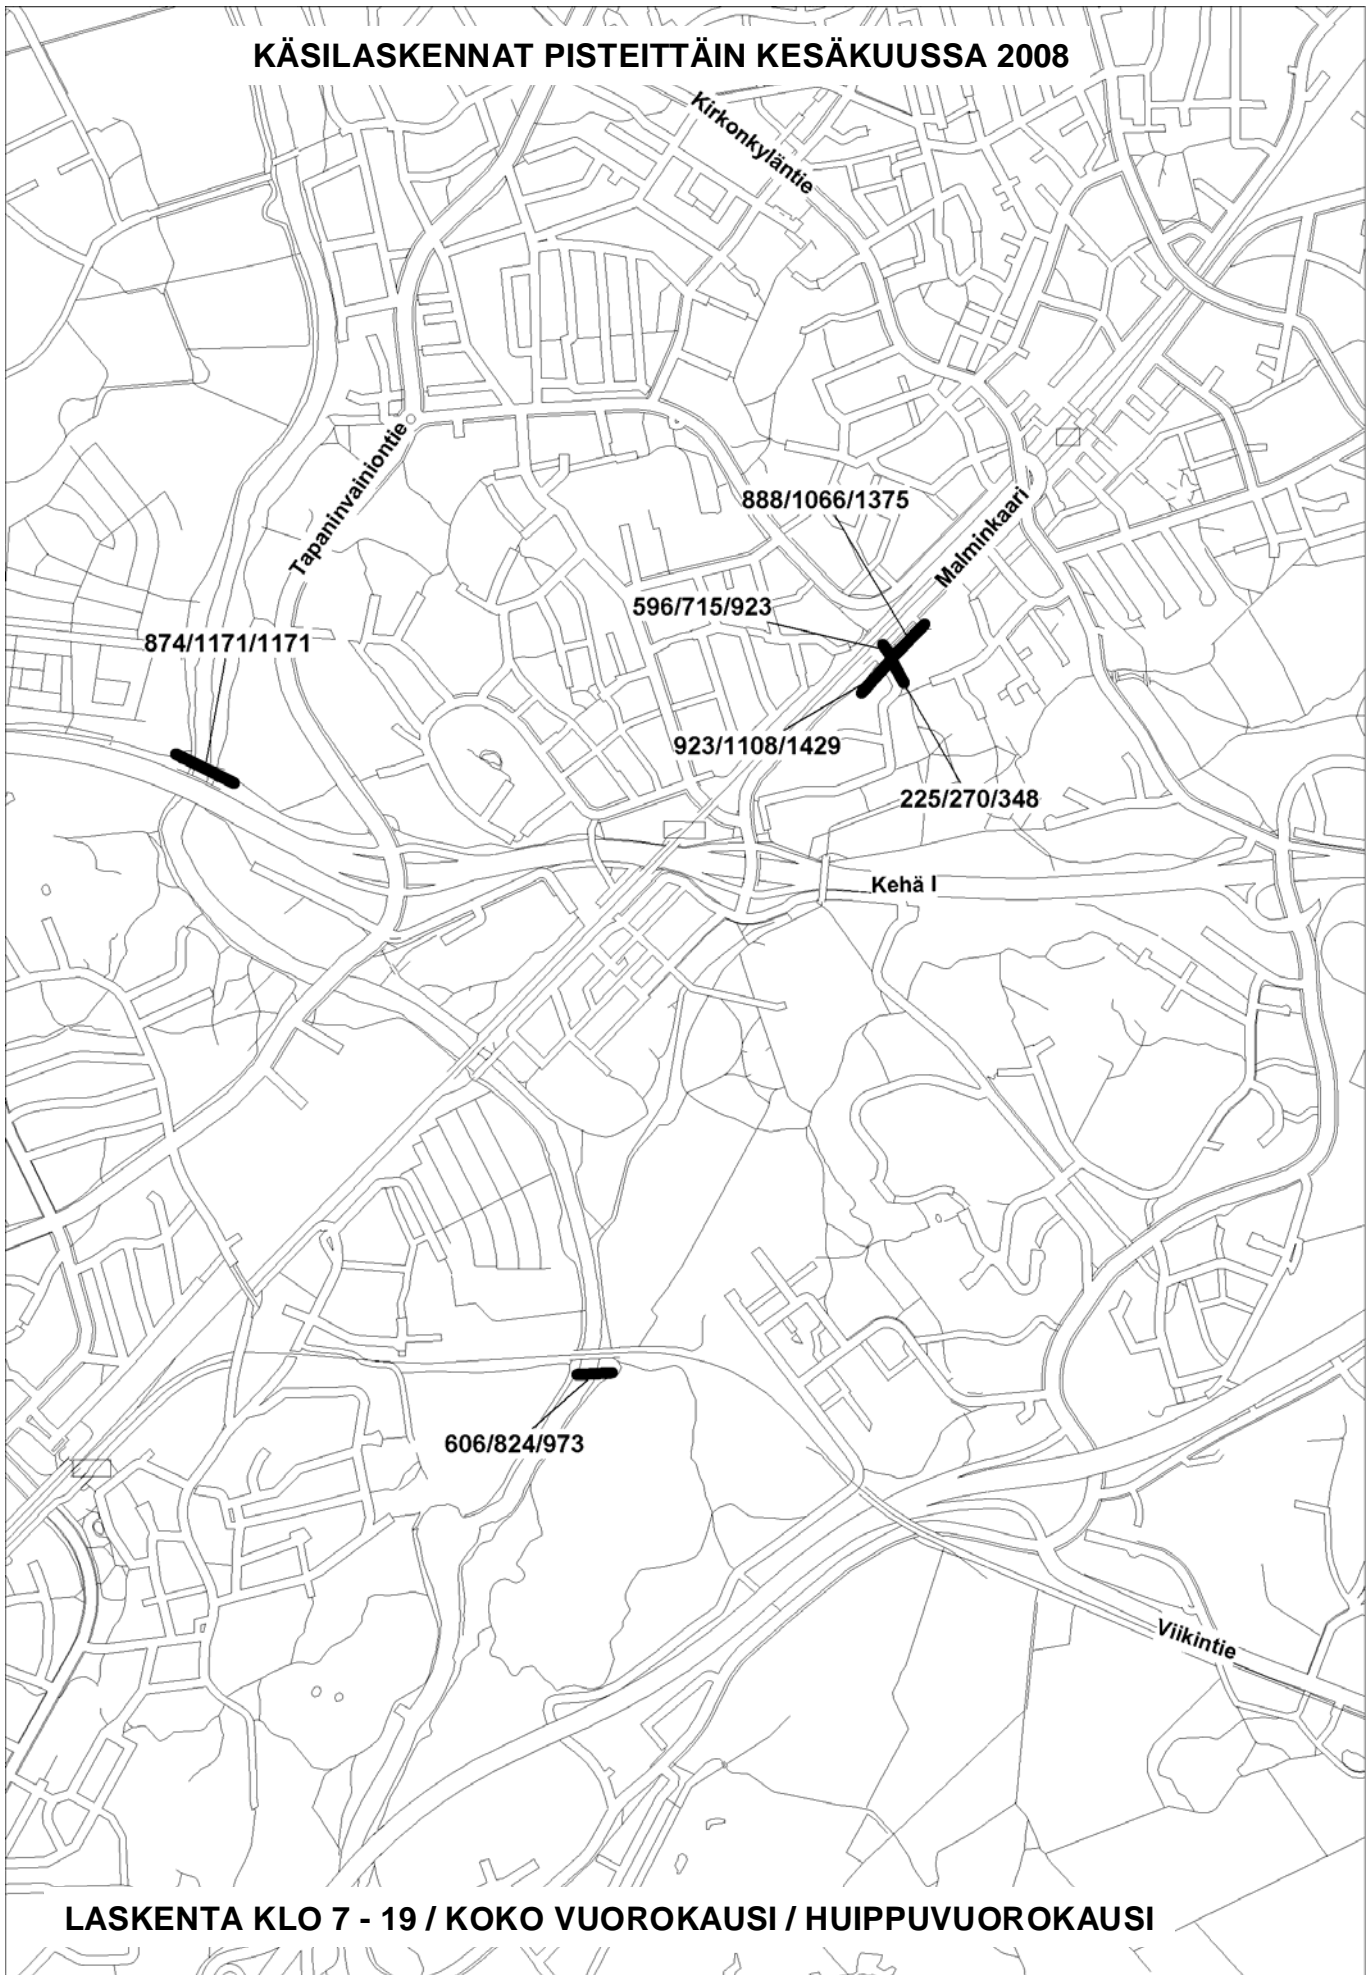 KÄSILASKENNAT PISTEITTÄIN KESÄKUUSSA 2008
Kirkonkyläntie
Tapaninvainiontie
888/1066/1375
Malminkaari
596/715/923
874/1171/1171
923/1108/1429
225/270/348
Kehä I
606/824/973
Viikintie
LASKENTA KLO 7 - 19 / KOKO VUOROKAUSI / HUIPPUVUOROKAUSI